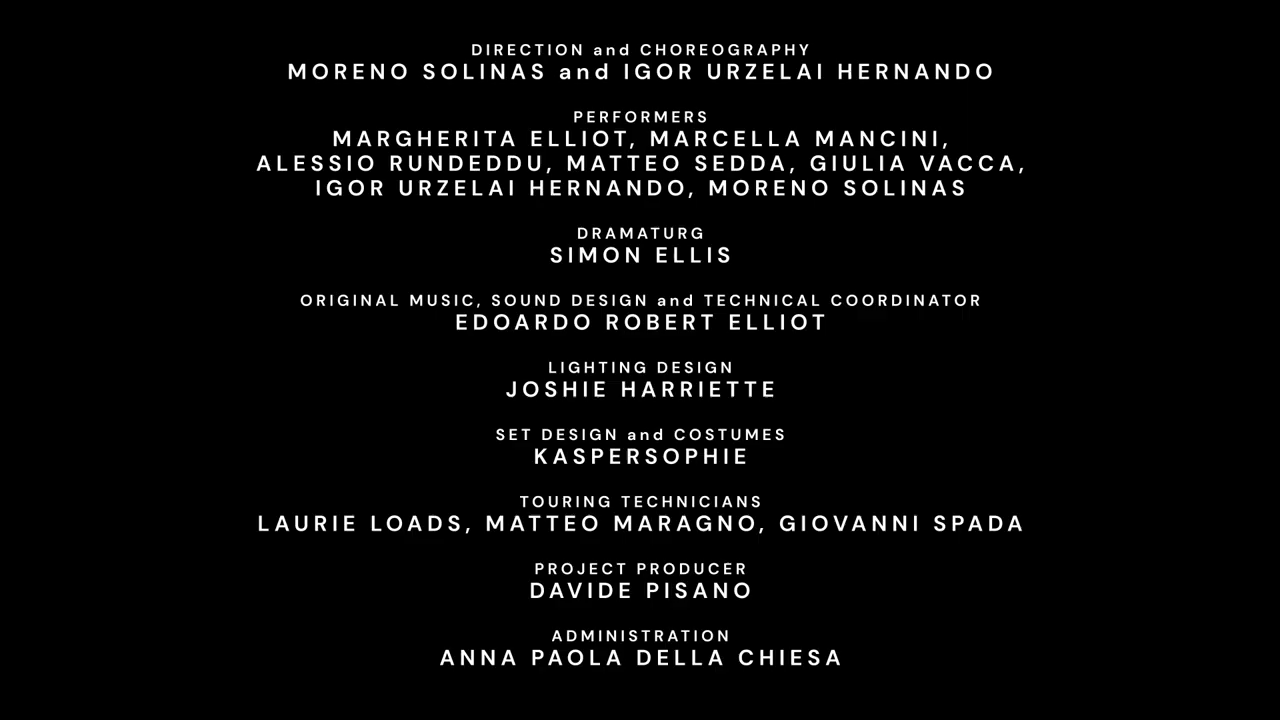 DIRECTION and CHOREOGRAPHY
MORENO SOLINAS and IGOR URZELAI HERNANDO
PERFORMERS
MARGHERITA ELLIOT, MARCELLA MANCINI,
ALESSIO RUNDEDDU, MATTEO SEDDA, GIULIA VACCA,
IGOR URZELAI HERNANDO, MORENO SOLINAS
DRAMATURG
SIMON ELLIS
ORIGINAL MUSIC, SOUND DESIGN and TECHNICAL COORDINATOR
EDOARDO ROBERT ELLIOT
LIGHTING DESIGN
JOSHIE HARRIETTE
SET DESIGN and COSTUMES
KASPERSOPHIE
TOURING TECHNICIANS
LAURIE LOADS, MATTEO MARAGNO, GIOVANNI SPADA
PROJECT PRODUCER
DAVIDE PISANO
ADMINISTRATION
ANNA PAOLA DELLA CHIESA